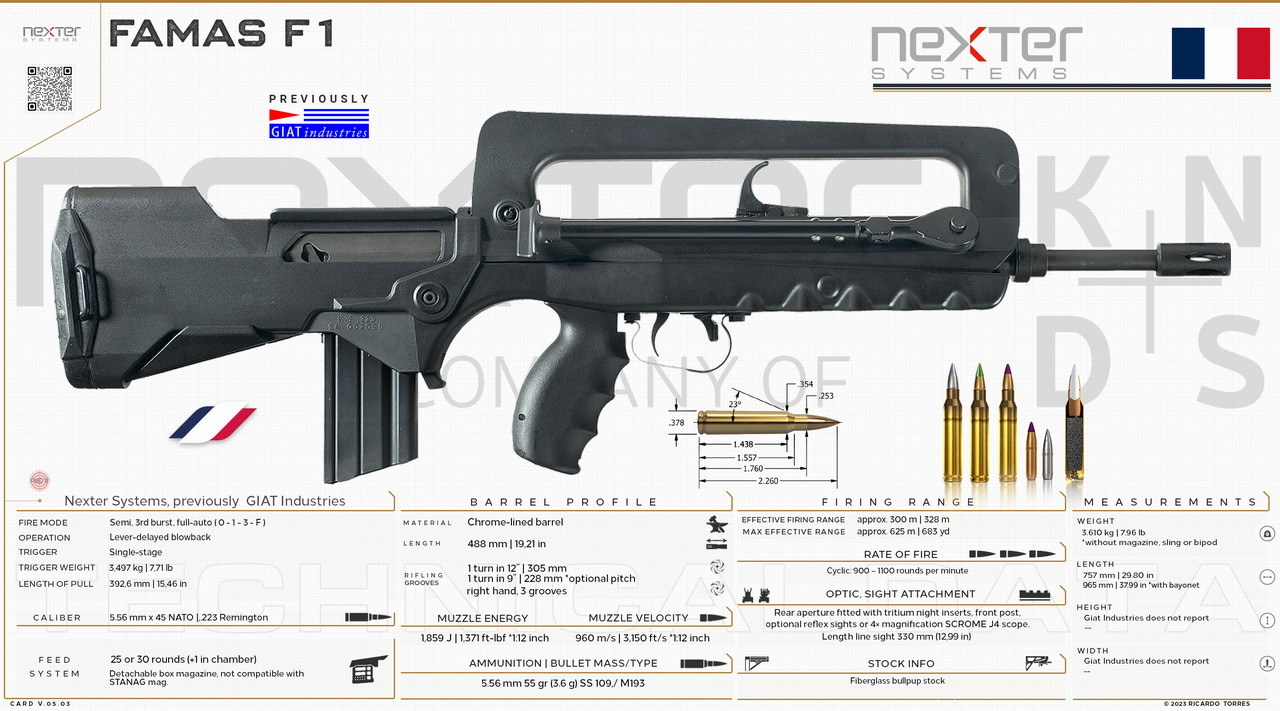 nexter
SYSTEMS
FAMAS F1
nexter
SYSTEMS
PREVIOUSLY
GIAT industries
nexter
KNDS
COMPANY OF
.354
.253
23°
.378
1.438
1.557
1.760
2.260
Nexter Systems, previously GIAT Industries
FIRE MODE Semi, 3rd burst, full-auto ( 0 - 1 - 3 - F )
OPERATION Lever-delayed blowback
TRIGGER Single-stage
TRIGGER WEIGHT 3,497 kg | 7,71 lb
LENGTH OF PULL 392,6 mm | 15,46 in
CALIBER 5.56 mm x 45 NATO |.223 Remington
FEED SYSTEM 25 or 30 rounds (+1 in chamber)
Detachable box magazine, not compatible with
STANAG mag.
BARREL PROFILE
MATERIAL Chrome-lined barrel
LENGTH 488 mm | 19,21 in
RIFLING GROOVES 1 turn in 12" | 305 mm
1 turn in 9" | 228 mm *optional pitch
right hand, 3 grooves
MUZZLE ENERGY MUZZLE VELOCITY
1,859 J | 1,371 ft-lbf *1:12 inch 960 m/s | 3,150 ft/s *1:12 inch
AMMUNITION | BULLET MASS/TYPE
5.56 mm 55 gr (3.6 g) SS 109,/ M193
FIRING RANGE
EFFECTIVE FIRING RANGE approx. 300 m | 328 m
MAX EFFECTIVE RANGE approx. 625 m | 683 yd
RATE OF FIRE
Cyclic: 900 – 1100 rounds per minute
OPTIC, SIGHT ATTACHMENT
Rear aperture fitted with tritium night inserts, front post,
optional reflex sights or 4× magnification SCROME J4 scope.
Length line sight 330 mm (12,99 in)
STOCK INFO
Fiberglass bullpup stock
MEASUREMENTS
WEIGHT
3.610 kg | 7.96 lb
*without magazine, sling or bipod
LENGTH
757 mm | 29.80 in
965 mm | 37.99 in *with bayonet
HEIGHT
Giat Industries does not report
--
WIDTH
Giat Industries does not report
--
TECHNICAL DATA
CARD V.05.03
© 2023 RICARDO TORRES